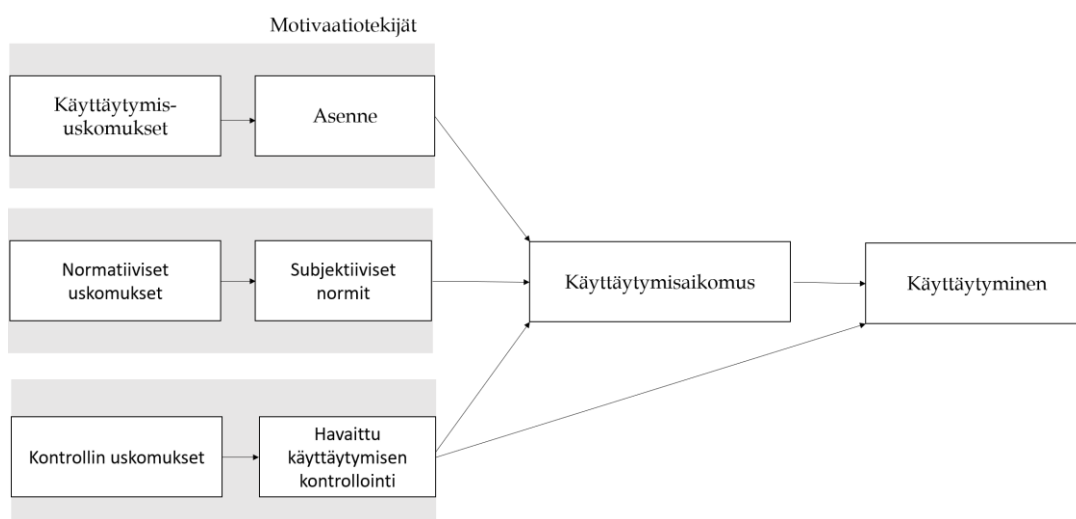 Motivaatiotekijät
Käyttäytymis-
uskomukset
Asenne
Normatiiviset
uskomukset
Subjektiiviset
normit
Käyttäytymisaikomus
Käyttäytyminen
Kontrollin uskomukset
Havaittu
käyttäytymisen
kontrollointi